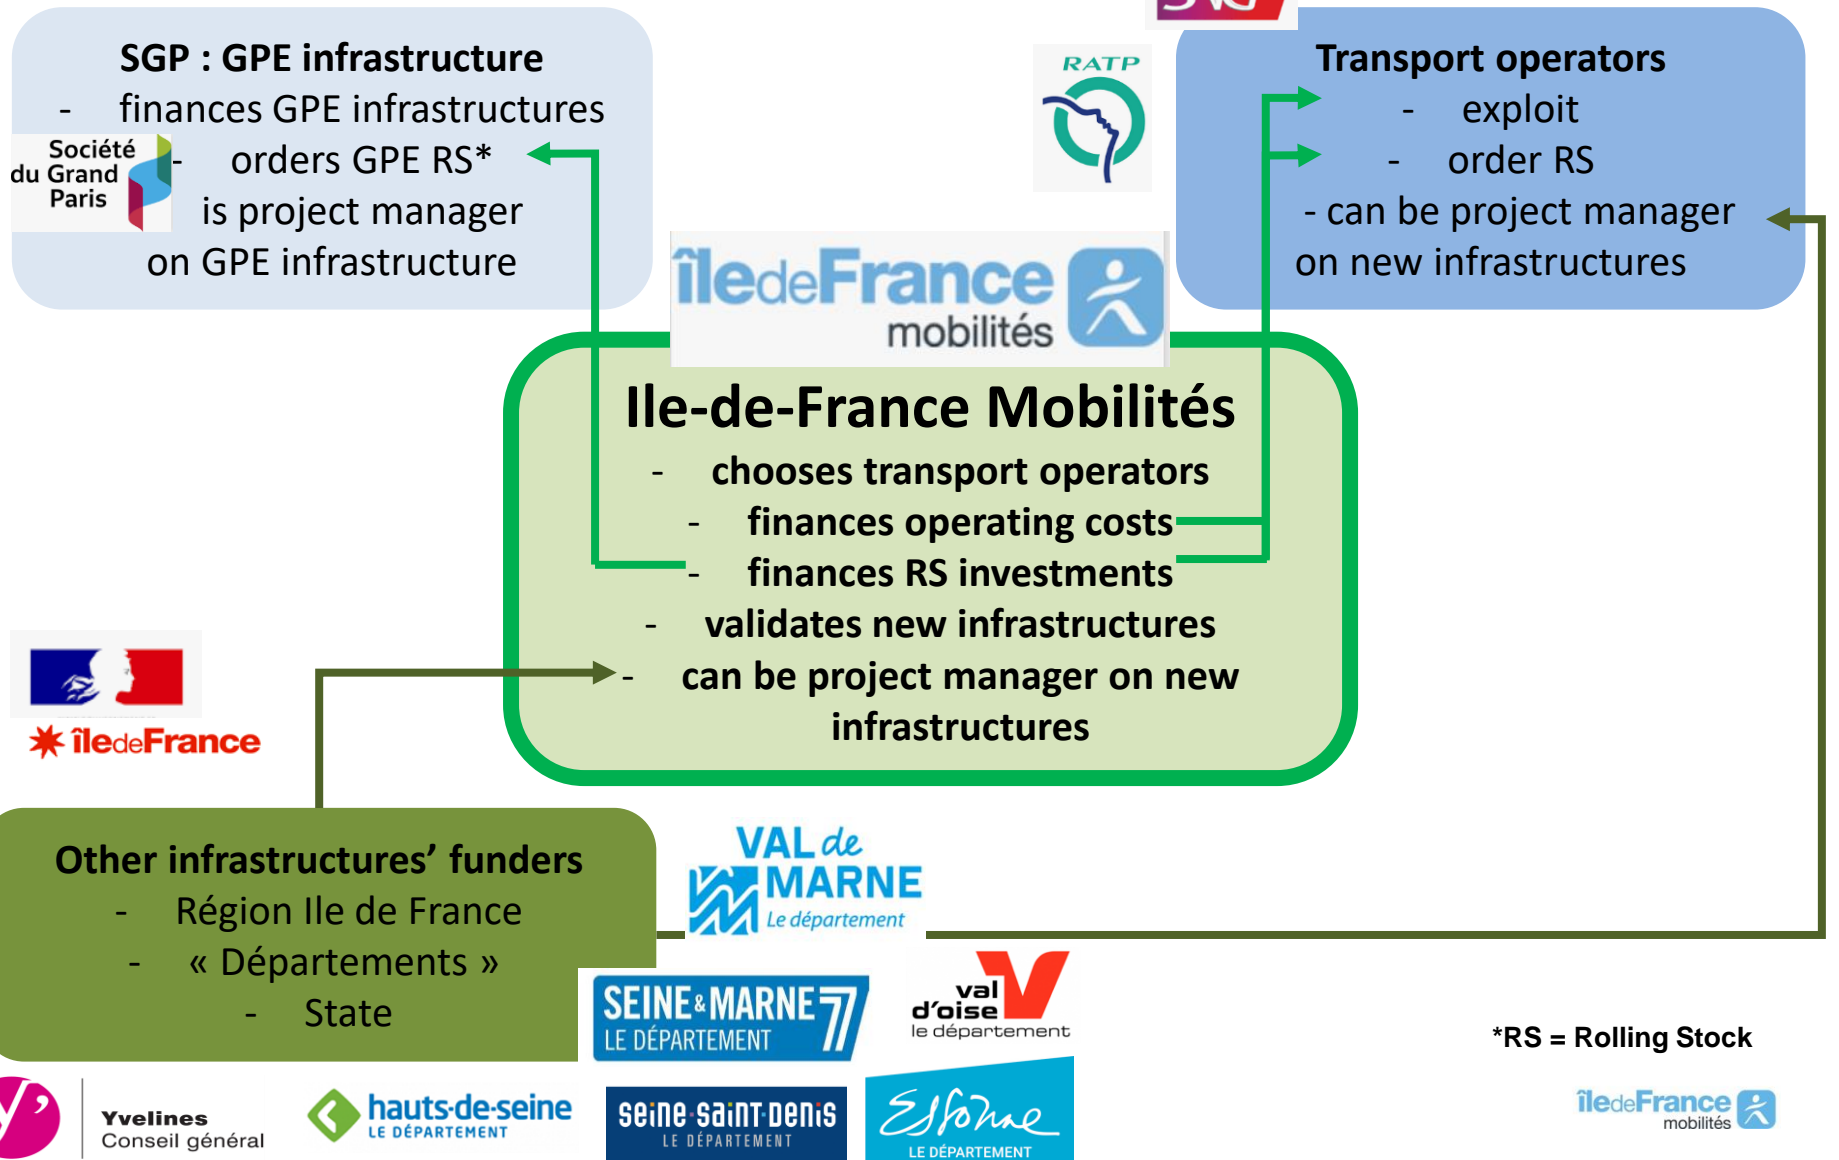 SGP : GPE infrastructure
- finances GPE infrastructures
- orders GPE RS*
is project manager
on GPE infrastructure
Société
du Grand
Paris
RATP
Transport operators
- exploit
- order RS
- can be project manager
on new infrastructures
îledeFrance
mobilités
Ile-de-France Mobilités
- chooses transport operators
- finances operating costs
- finances RS investments
- validates new infrastructures
- can be project manager on new
infrastructures
îledeFrance
Other infrastructures’ funders
- Région Ile de France
- « Départements »
- State
VAL de
MARNE
Le département
SEINE&MARNE 77
LE DÉPARTEMENT
val
d'oise
le département
*RS = Rolling Stock
Yvelines
Conseil général
hauts-de-seine
LE DÉPARTEMENT
seine-saint-denis
LE DÉPARTEMENT
Essonne
LE DÉPARTEMENT
îledeFrance
mobilités